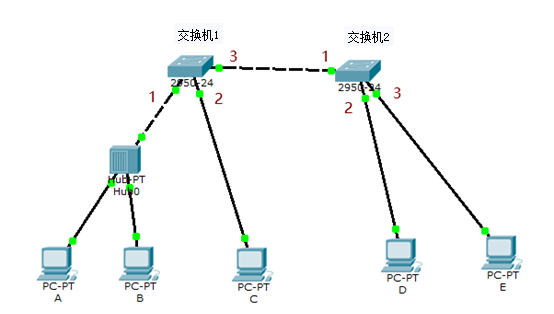 交换机1
交换机2
3
1
2950-24
2950-24
1
2
2
3
Hub-PT
Hub0
PC-PT
A
PC-PT
B
PC-PT
C
PC-PT
D
PC-PT
E